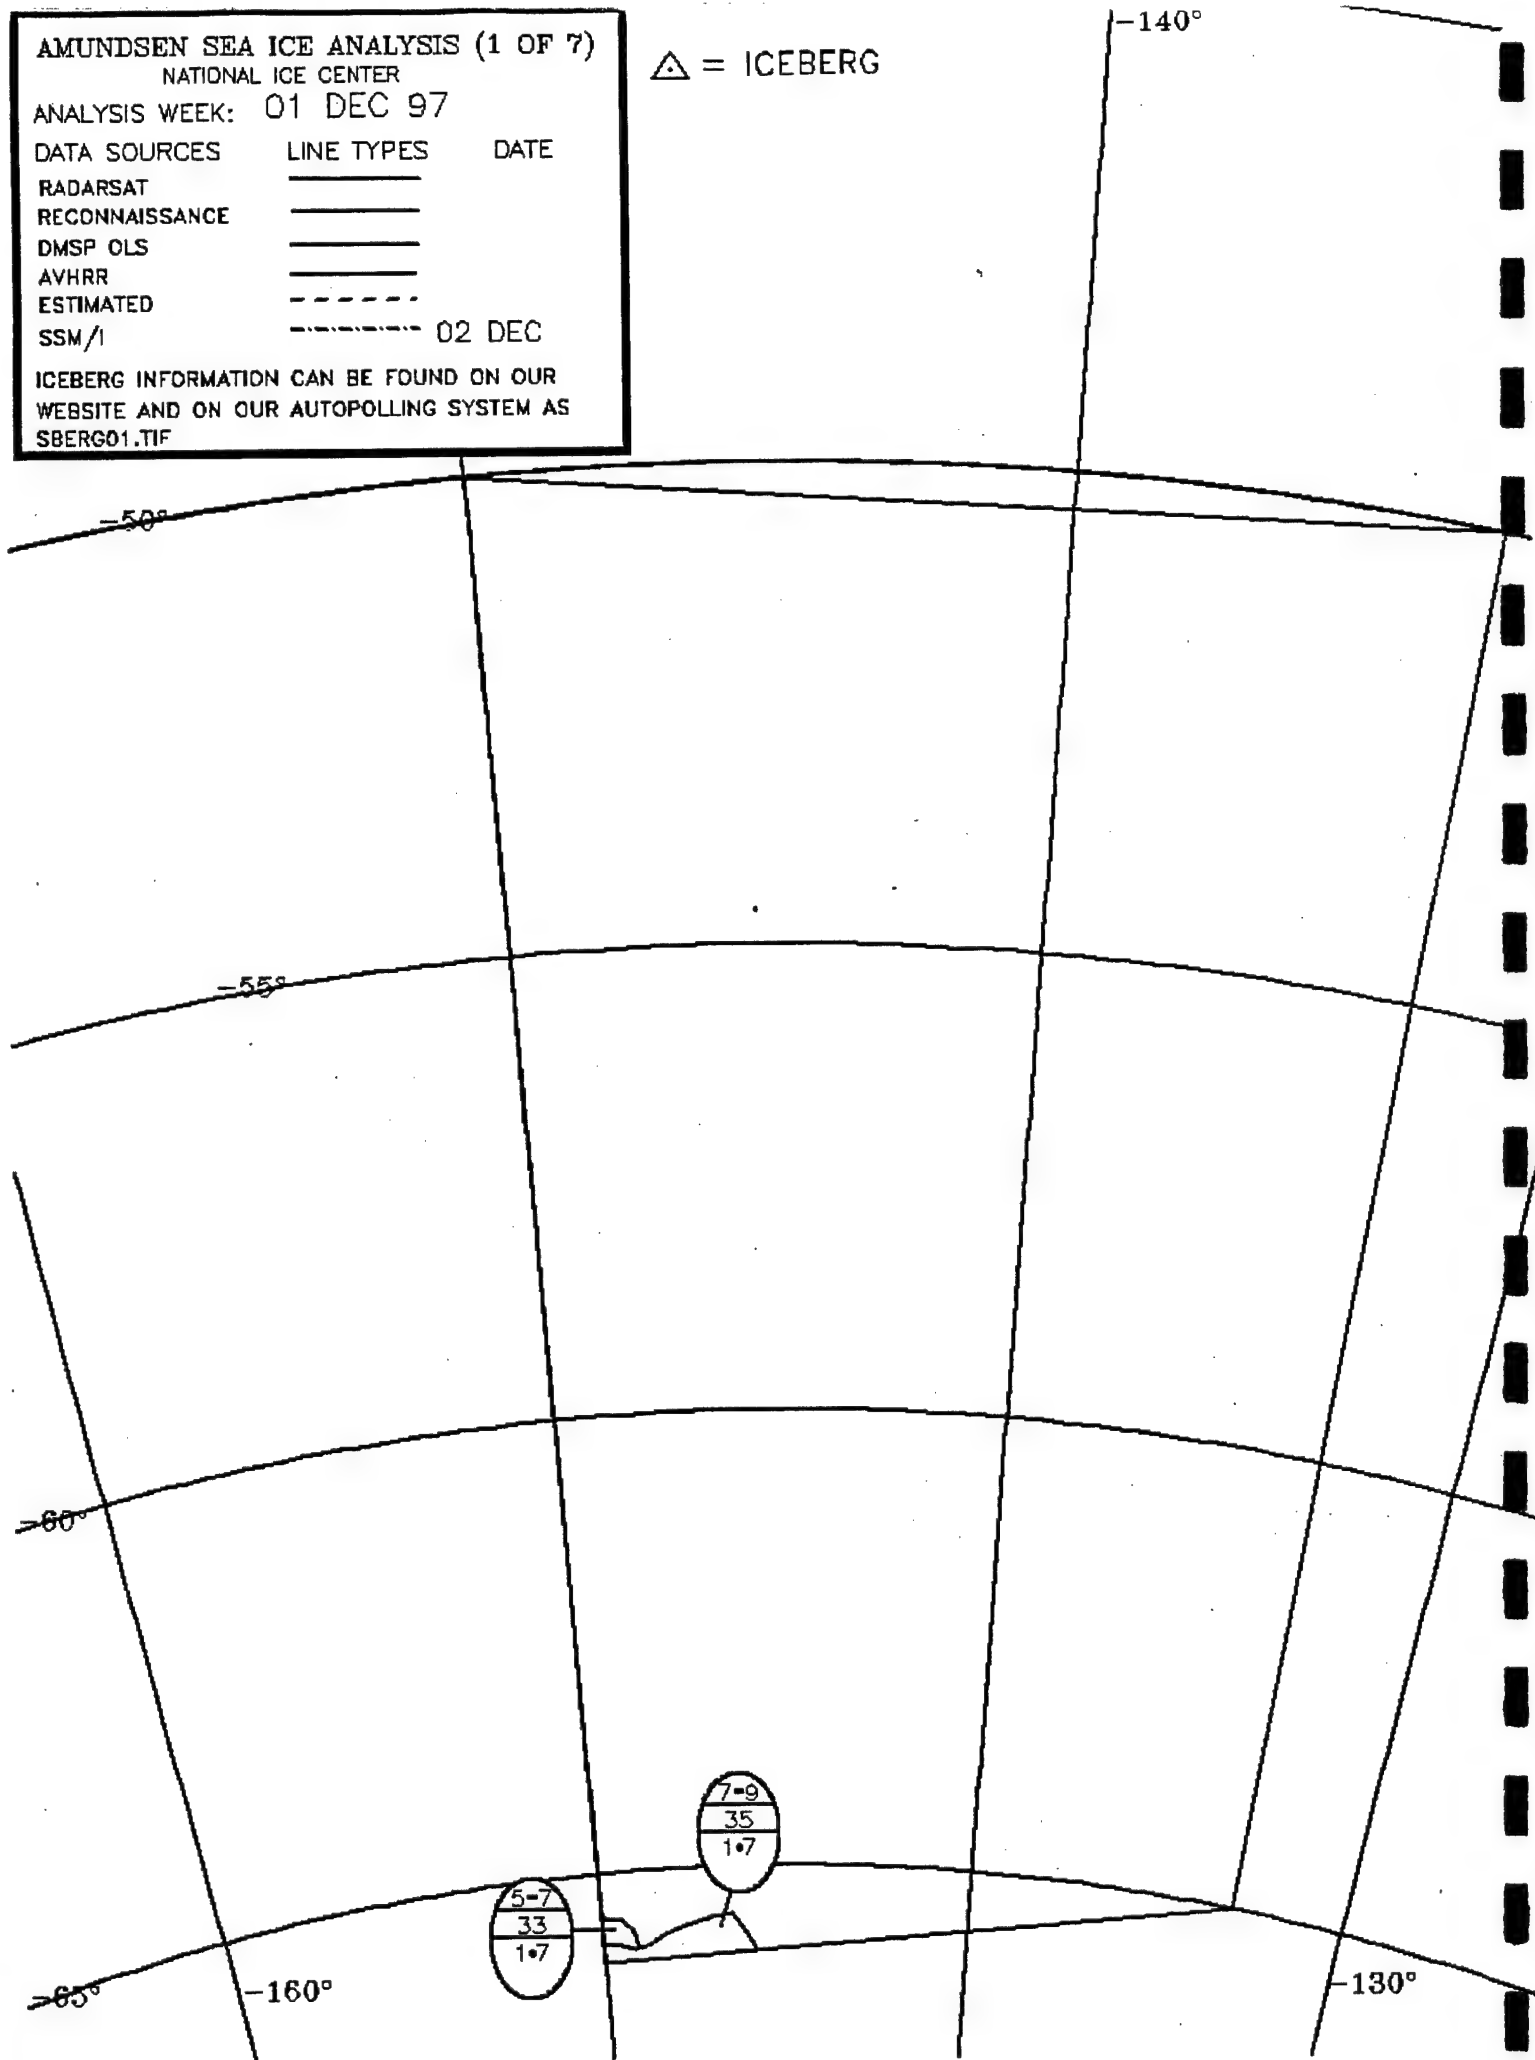 AMUNDSEN SEA ICE ANALYSIS (1 OF 7)
NATIONAL ICE CENTER
ANALYSIS WEEK: 01 DEC 97
DATA SOURCES LINE TYPES DATE
RADARSAT
RECONNAISSANCE
DMSP OLS
AVHRR
ESTIMATED
SSM/I 02 DEC
ICEBERG INFORMATION CAN BE FOUND ON OUR
WEBSITE AND ON OUR AUTOPOLLING SYSTEM AS
SBERG01.TIF
△ = ICEBERG
-140°
-50°
-55°
-60°
7-9
35
1•7
5-7
33
1•7
-65°
-160°
-130°